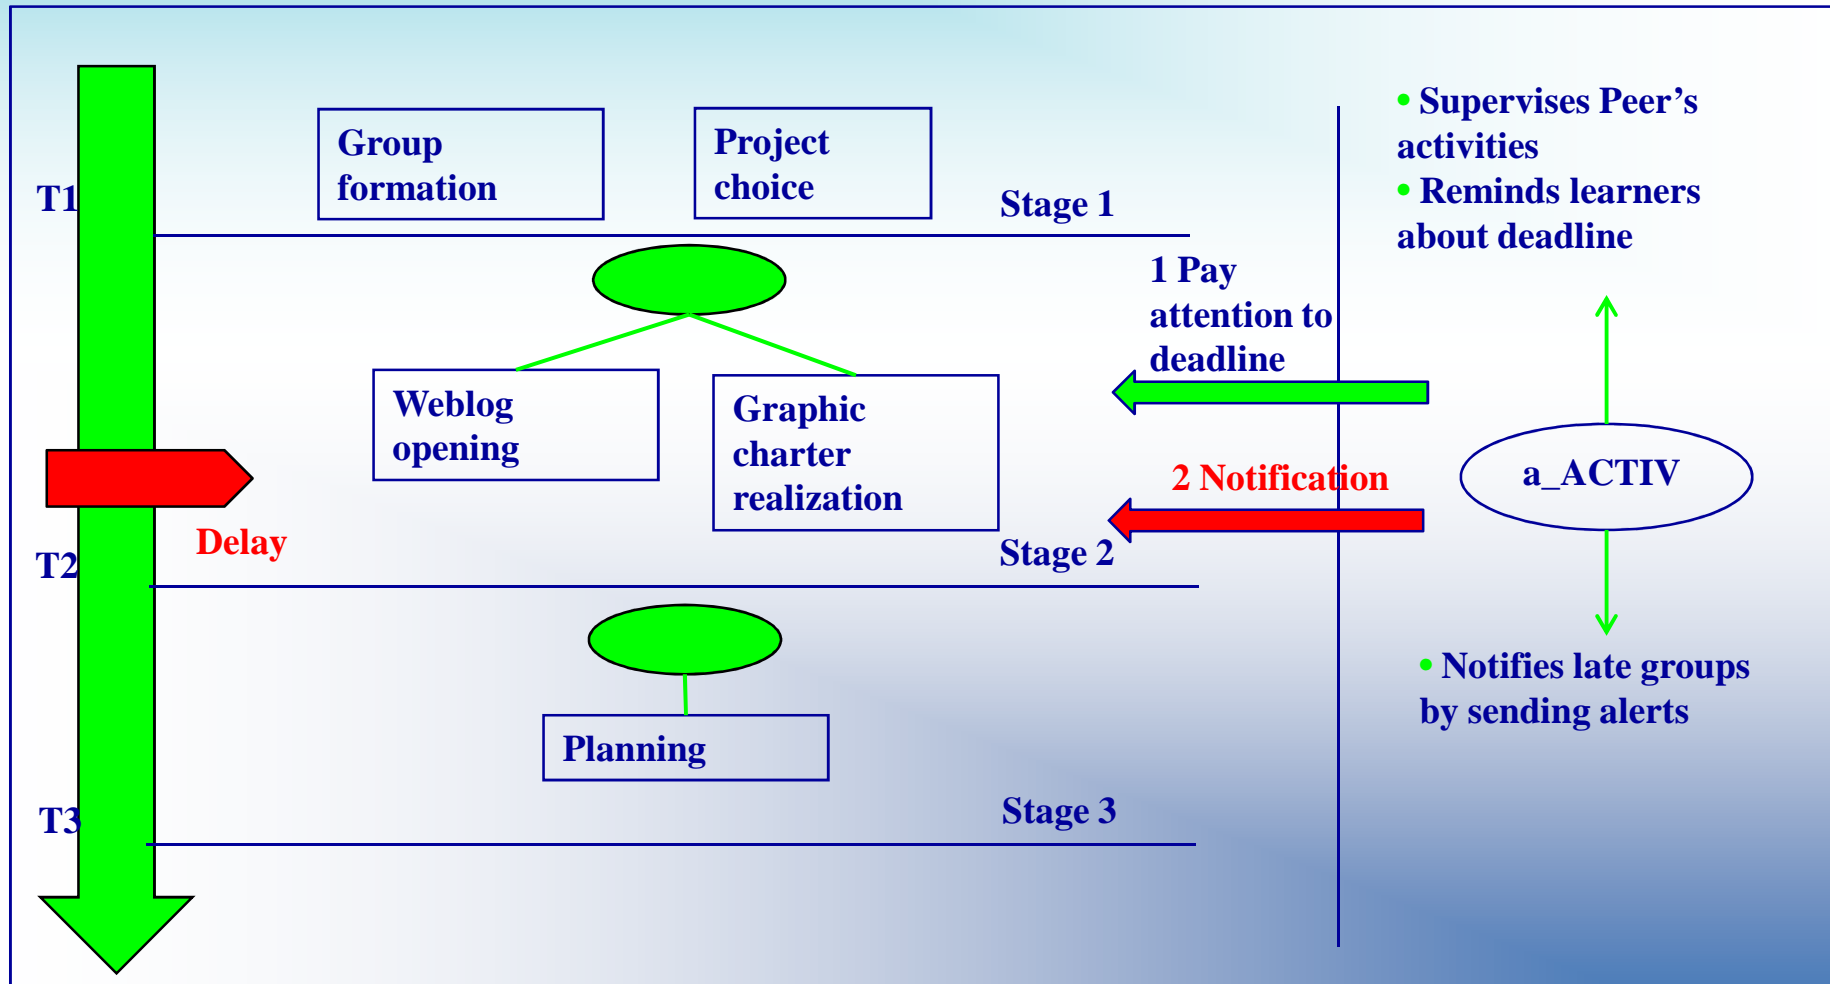 T1
Group
formation
Project
choice
Stage 1
1 Pay
attention to
deadline
Weblog
opening
Graphic
charter
realization
2 Notification
Delay
T2
Stage 2
Planning
T3
Stage 3
• Supervises Peer’s
activities
• Reminds learners
about deadline
a_ACTIV
• Notifies late groups
by sending alerts